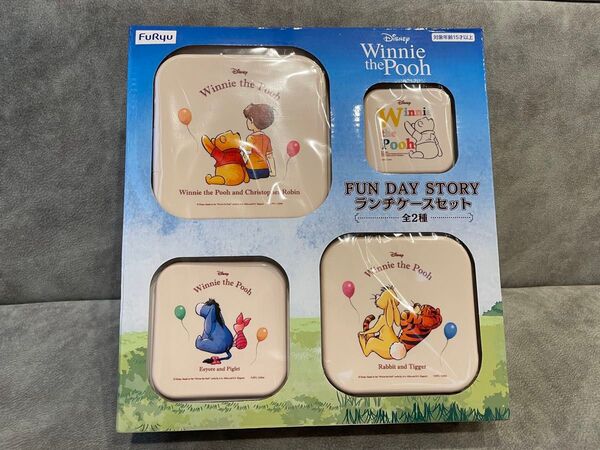 FuRyu
Disney
Winnie
the Pooh
対象年齢15才以上
Disney
Winnie the Pooh
Winnie the Pooh and Christopher Robin
Disney
Winnie
the
Pooh
FUN DAY STORY
ランチケースセット
全2種
Disney
Winnie the Pooh
Eeyore and Piglet
Disney
Winnie the Pooh
Rabbit and Tigger